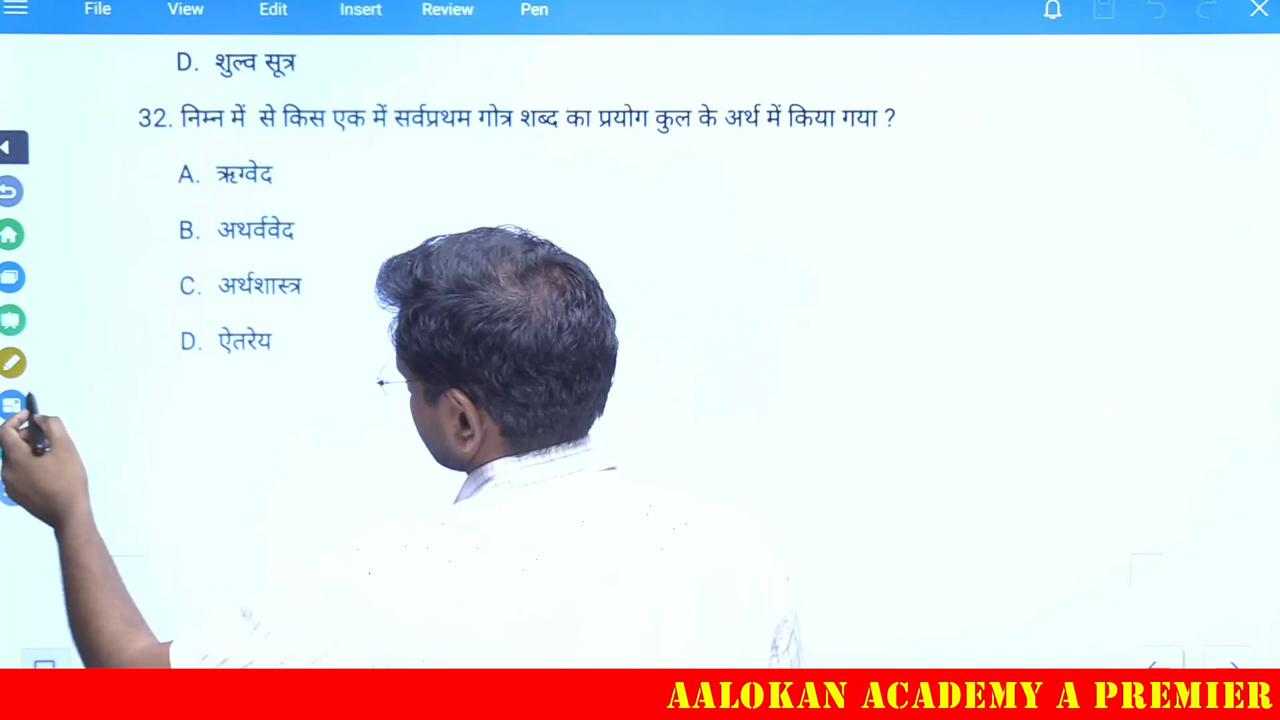 File View Edit Insert Review Pen
D. शुल्व सूत्र
32. निम्न में से किस एक में सर्वप्रथम गोत्र शब्द का प्रयोग कुल के अर्थ में किया गया ?
A. ऋग्वेद
B. अथर्ववेद
C. अर्थशास्त्र
D. ऐतरेय
AALOKAN ACADEMY A PREMIER